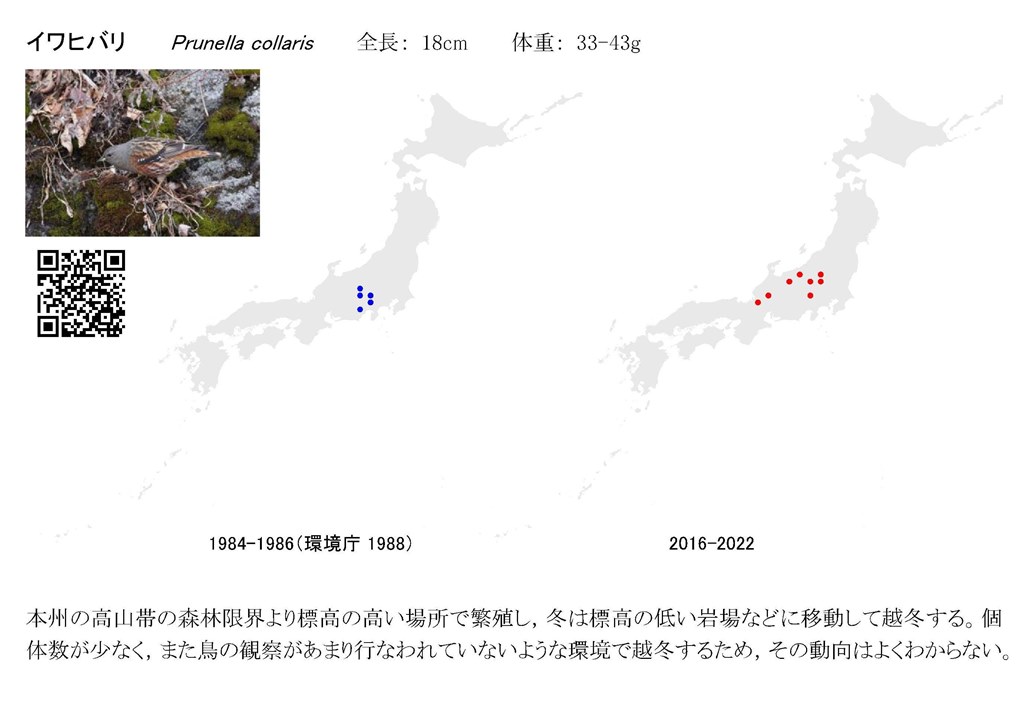 イワヒバリ Prunella collaris 全長： 18cm 体重： 33-43g
1984-1986（環境庁 1988）
2016-2022
本州の高山帯の森林限界より標高の高い場所で繁殖し，冬は標高の低い岩場などに移動して越冬する。個
体数が少なく，また鳥の観察があまり行なわれていないような環境で越冬するため，その動向はよくわからない。